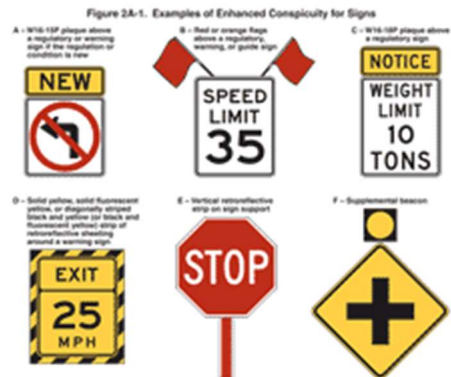 Figure 2A-1. Examples of Enhanced Conspicuity for Signs
A – W16-15P plaque above
a regulatory or warning
sign if the regulation or
condition is new
NEW
B – Red or orange flags
above a regulatory,
warning, or guide sign
SPEED
LIMIT
35
C – W16-18P plaque above
a regulatory sign
NOTICE
WEIGHT
LIMIT
10
TONS
D – Solid yellow, solid fluorescent
yellow, or diagonally striped
black and yellow (or black and
fluorescent yellow) strip of
retroreflective sheeting
around a warning sign
EXIT
25
MPH
E – Vertical retroreflective
strip on sign support
STOP
F – Supplemental beacon